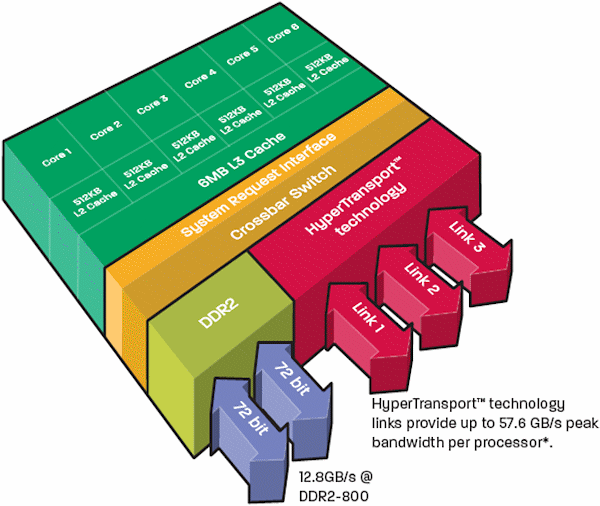 Core 1
Core 2
Core 3
Core 4
Core 5
Core 6
512KB
L2 Cache
512KB
L2 Cache
512KB
L2 Cache
512KB
L2 Cache
512KB
L2 Cache
512KB
L2 Cache
6MB L3 Cache
System Request Interface
Crossbar Switch
HyperTransport™
technology
DDR2
Link 1
Link 2
Link 3
72 bit
72 bit
HyperTransport™ technology
links provide up to 57.6 GB/s peak
bandwidth per processor*.
12.8GB/s @
DDR2-800